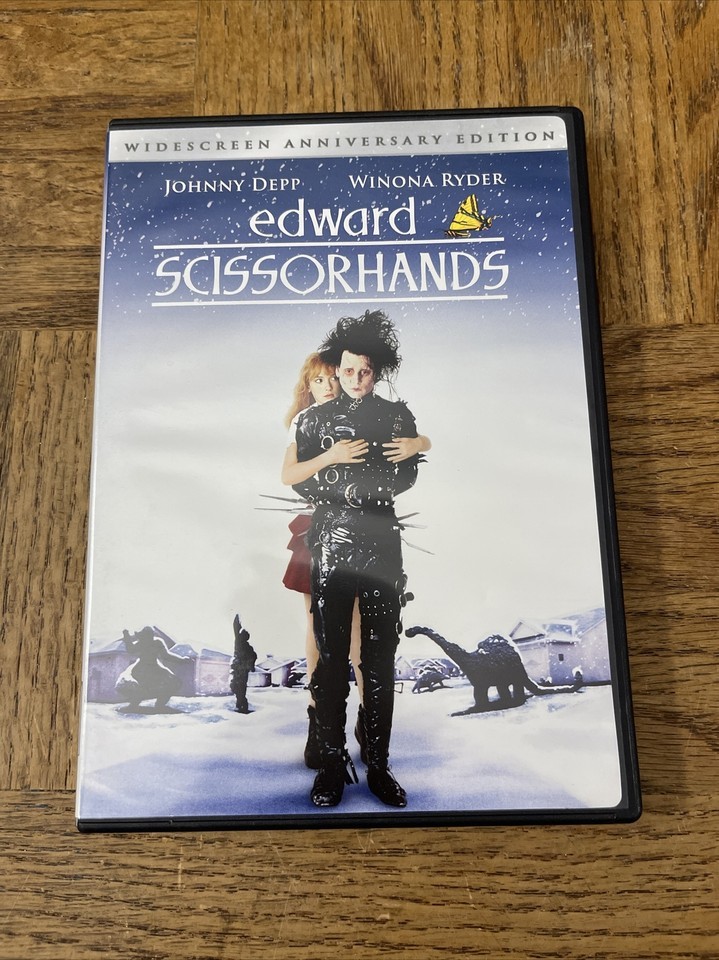 WIDESCREEN ANNIVERSARY EDITION
JOHNNY DEPP WINONA RYDER
edward
SCISSORHANDS